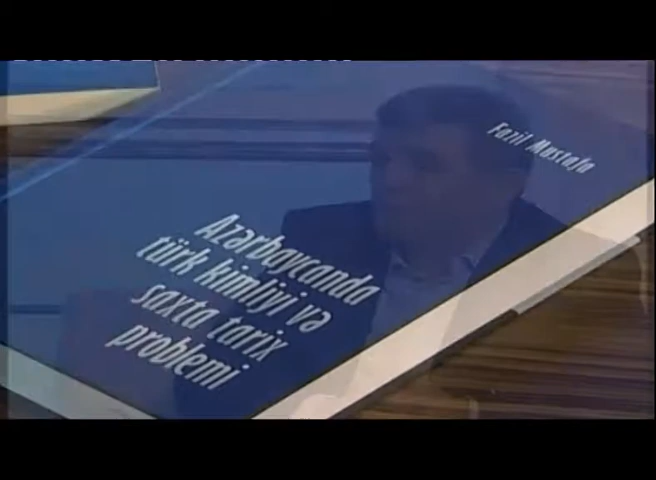 Fazil Mustafa
Azərbaycanda
türk kimliyi və
saxta tarix
problemi